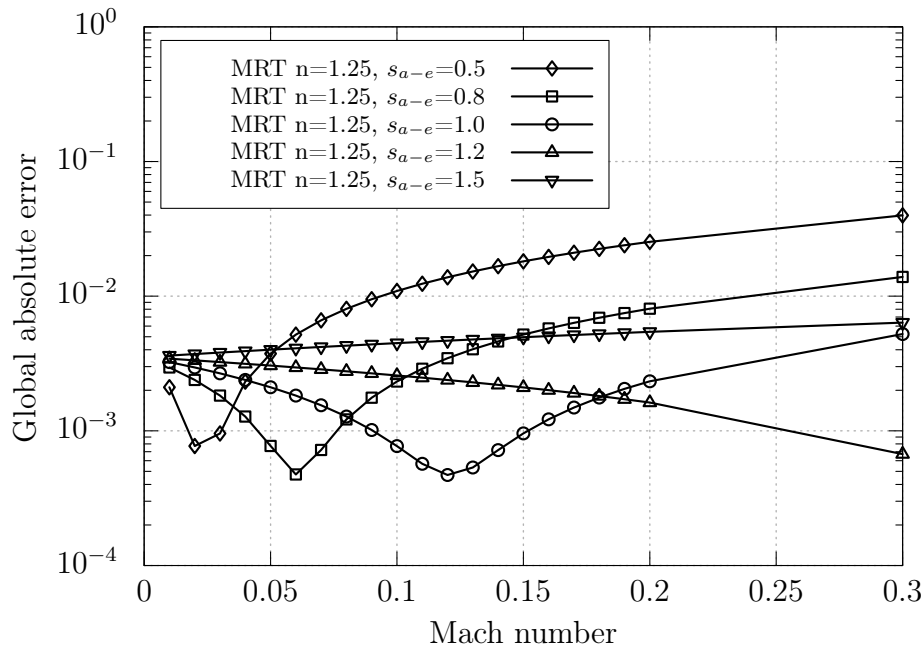 10^0
10^{-1}
10^{-2}
10^{-3}
10^{-4}
Global absolute error
MRT n=1.25, s_{a-e}=0.5
MRT n=1.25, s_{a-e}=0.8
MRT n=1.25, s_{a-e}=1.0
MRT n=1.25, s_{a-e}=1.2
MRT n=1.25, s_{a-e}=1.5
0 0.05 0.1 0.15 0.2 0.25 0.3
Mach number